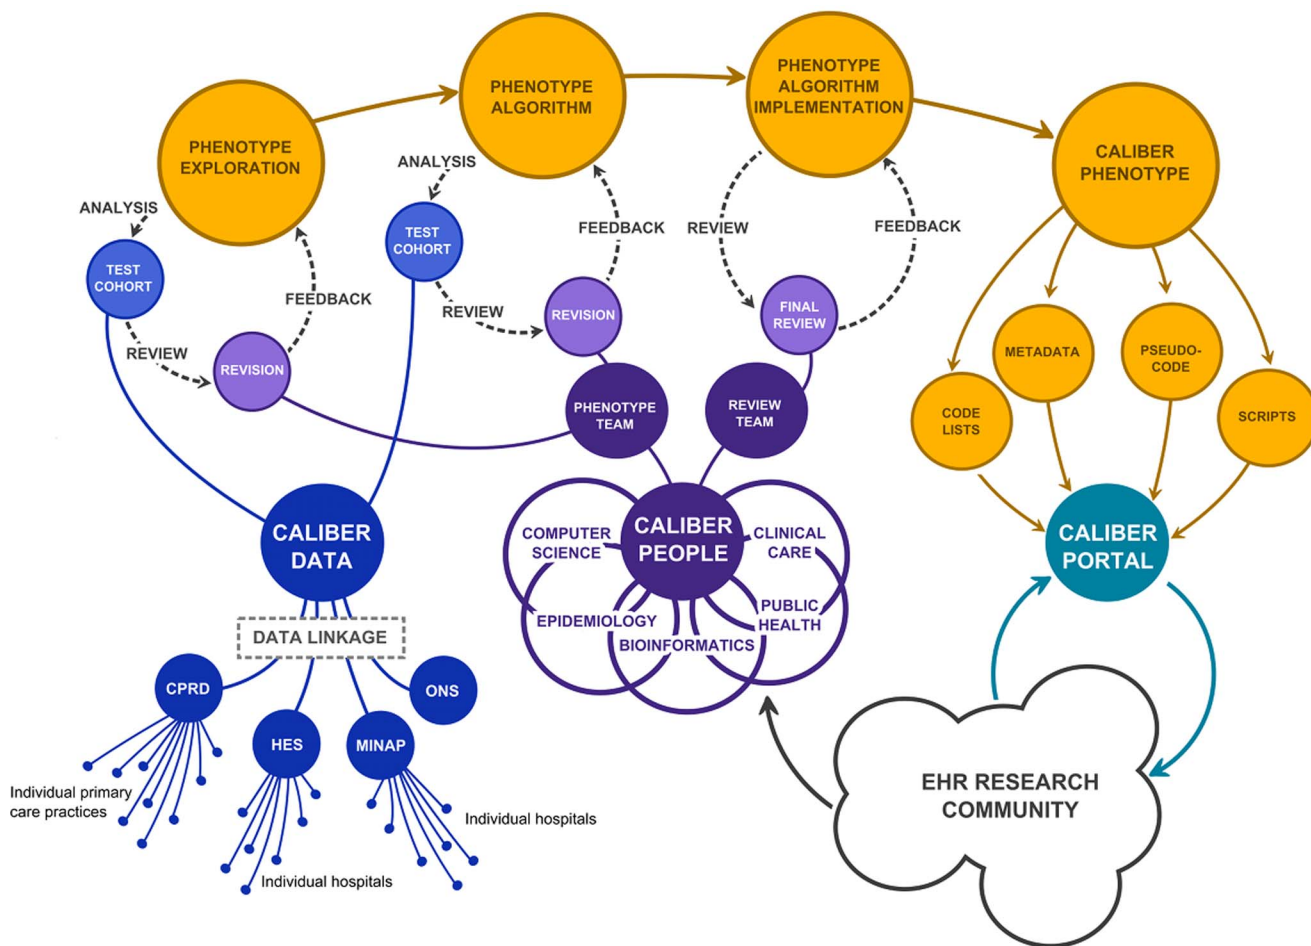 PHENOTYPE
EXPLORATION
PHENOTYPE
ALGORITHM
PHENOTYPE
ALGORITHM
IMPLEMENTATION
CALIBER
PHENOTYPE
ANALYSIS
TEST
COHORT
REVIEW
REVISION
FEEDBACK
ANALYSIS
TEST
COHORT
REVIEW
REVISION
FEEDBACK
REVIEW
FINAL
REVIEW
FEEDBACK
METADATA
PSEUDO-
CODE
CODE
LISTS
SCRIPTS
PHENOTYPE
TEAM
REVIEW
TEAM
CALIBER
DATA
CALIBER
PEOPLE
CALIBER
PORTAL
COMPUTER
SCIENCE
CLINICAL
CARE
EPIDEMIOLOGY
PUBLIC
HEALTH
BIOINFORMATICS
DATA LINKAGE
CPRD
HES
MINAP
ONS
Individual primary
care practices
Individual hospitals
Individual hospitals
EHR RESEARCH
COMMUNITY